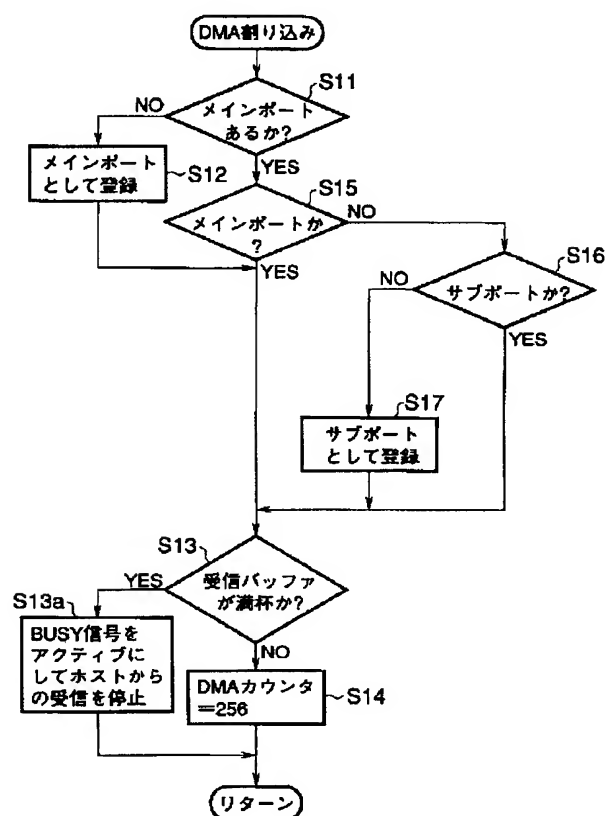 DMA割り込み
S11
メインポート
あるか?
NO
YES
メインポート
として登録
S12
S15
メインポートか
?
NO
YES
S16
サブポートか?
NO
YES
S17
サブポート
として登録
S13
受信バッファ
が満杯か?
YES
NO
S13a
BUSY信号を
アクティブに
してホストから
の受信を停止
DMAカウンタ
=256
S14
リターン